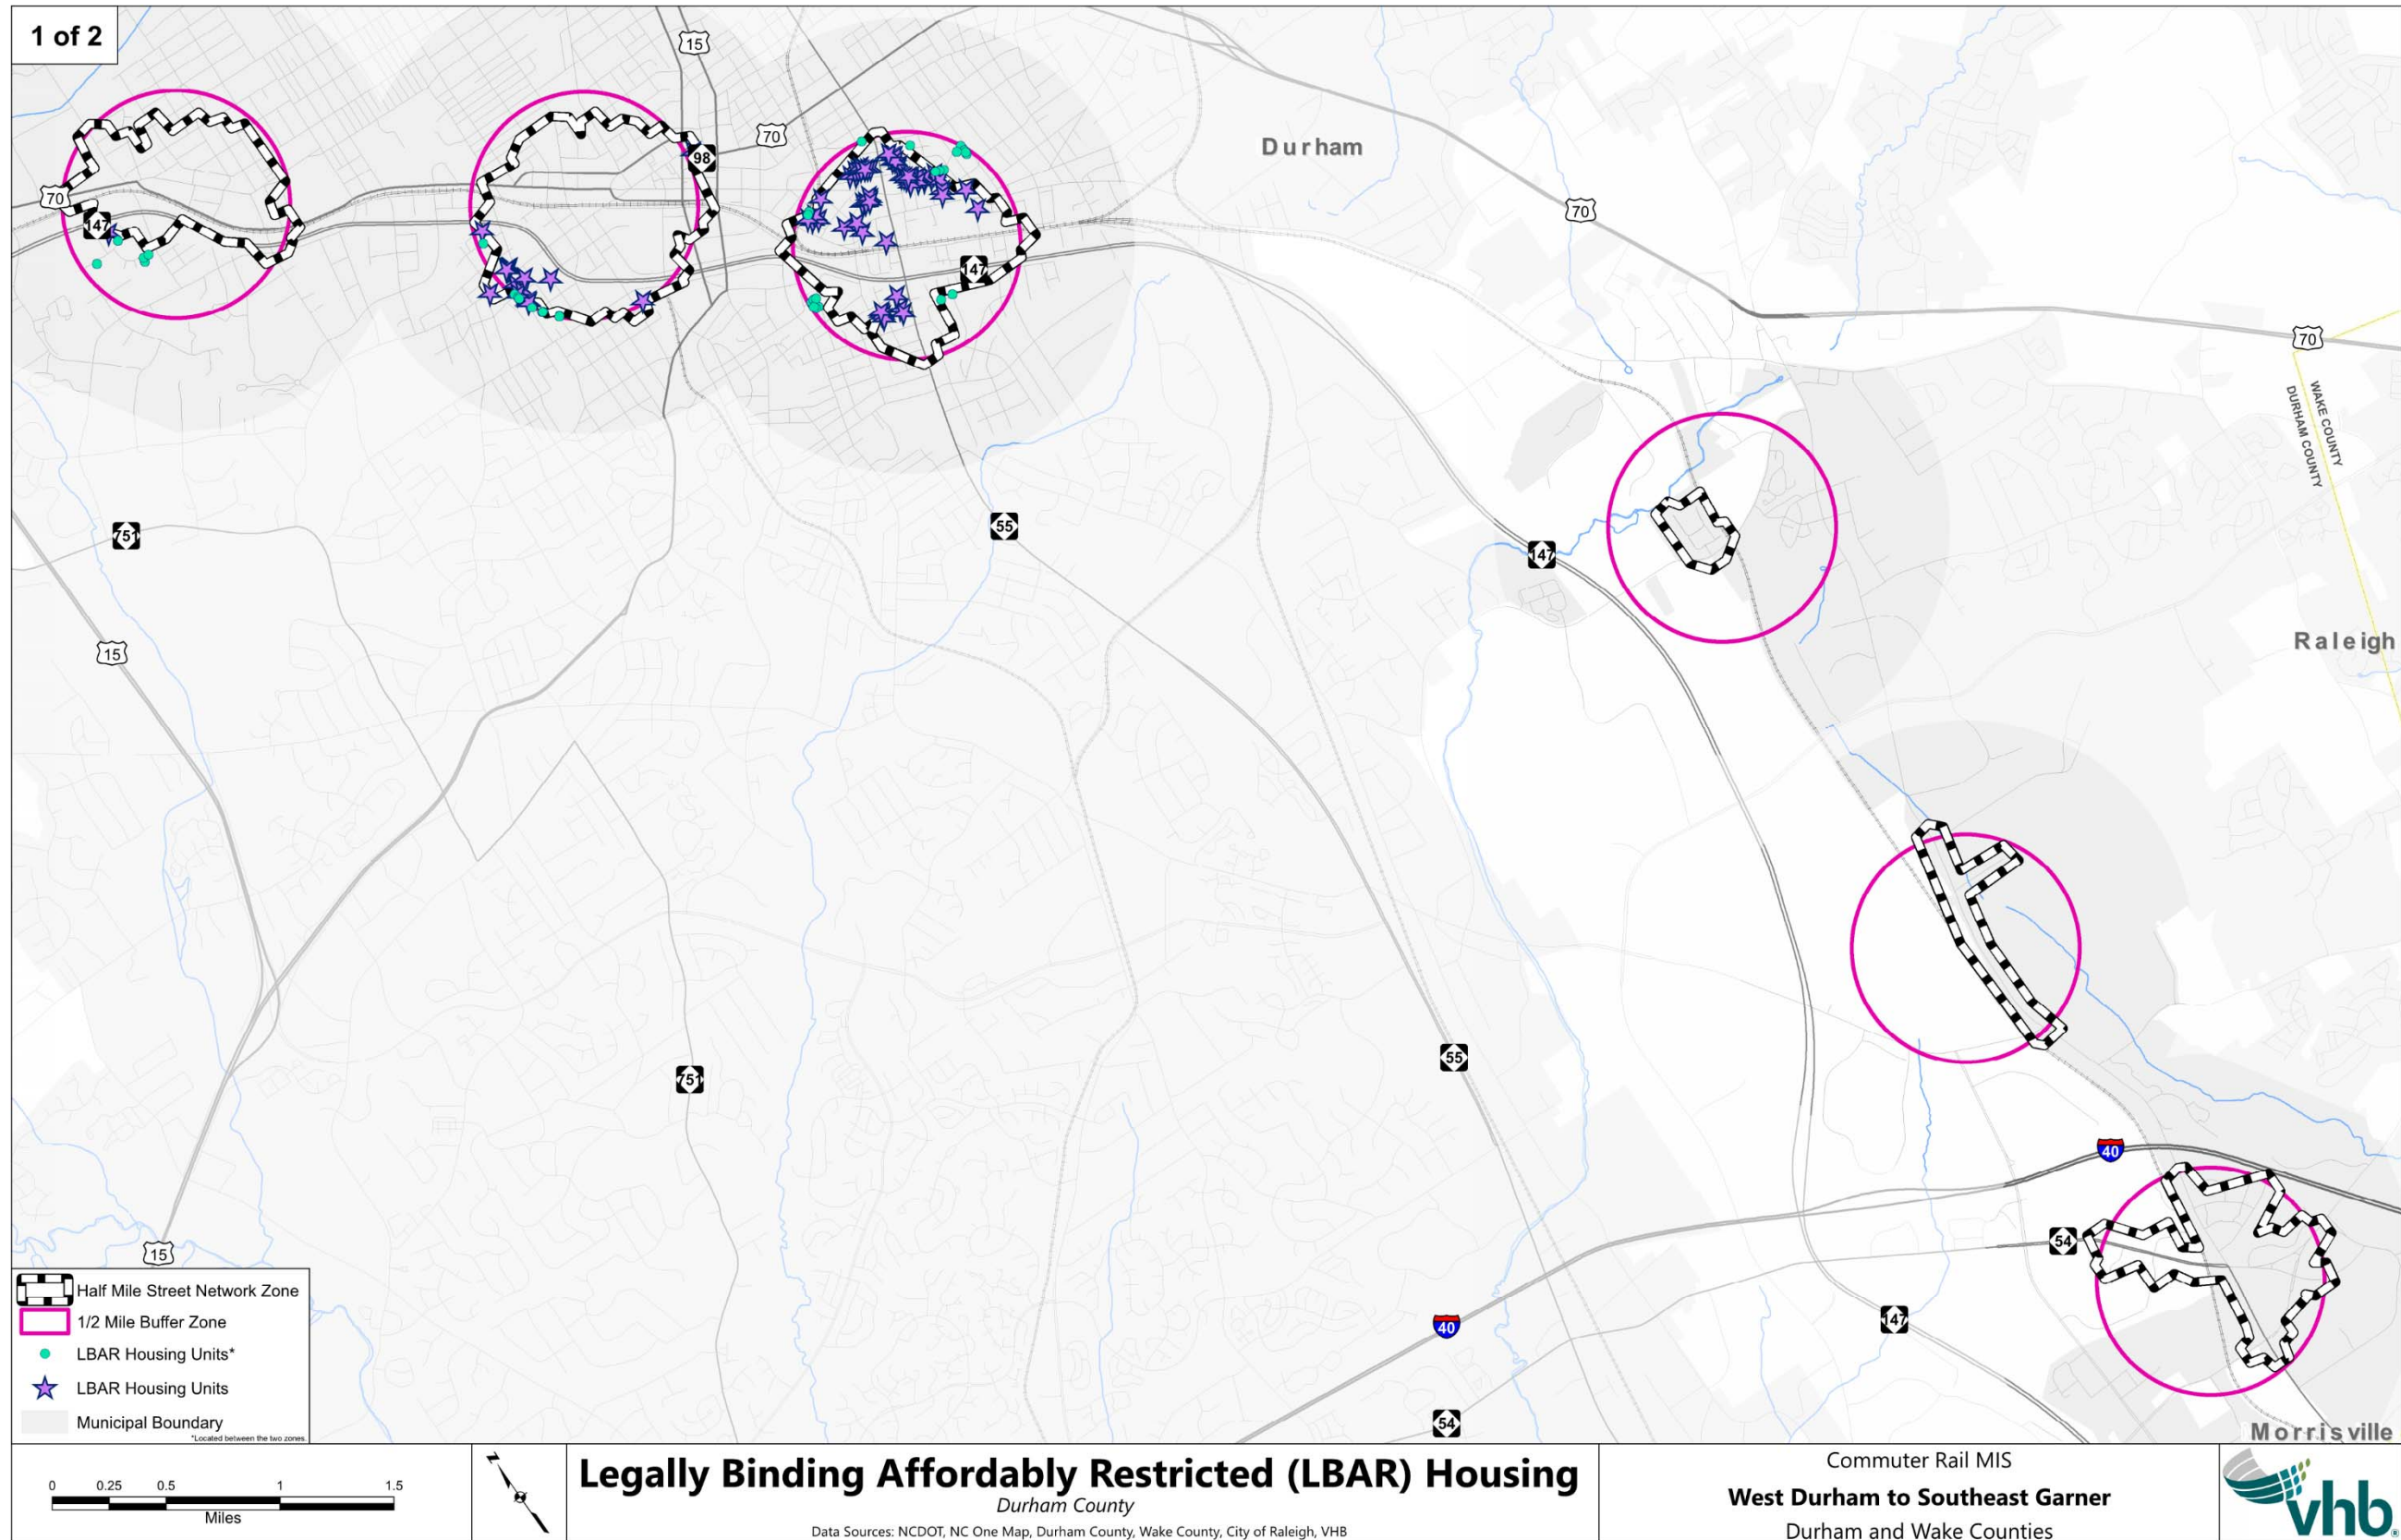 1 of 2
15
98
70
70
147
147
Durham
70
70
WAKE COUNTY
DURHAM COUNTY
751
55
147
15
Raleigh
55
751
40
54
15
40
147
54
Morrisville
Half Mile Street Network Zone
1/2 Mile Buffer Zone
LBAR Housing Units*
LBAR Housing Units
Municipal Boundary
*Located between the two zones.
0 0.25 0.5 1 1.5
Miles
N
Legally Binding Affordably Restricted (LBAR) Housing
Durham County
Data Sources: NCDOT, NC One Map, Durham County, Wake County, City of Raleigh, VHB
Commuter Rail MIS
West Durham to Southeast Garner
Durham and Wake Counties
vhb